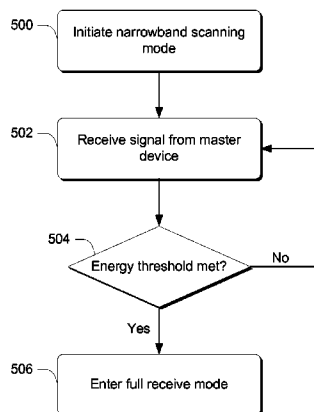 500
Initiate narrowband scanning
mode
502
Receive signal from master
device
504
Energy threshold met?
No
Yes
506
Enter full receive mode